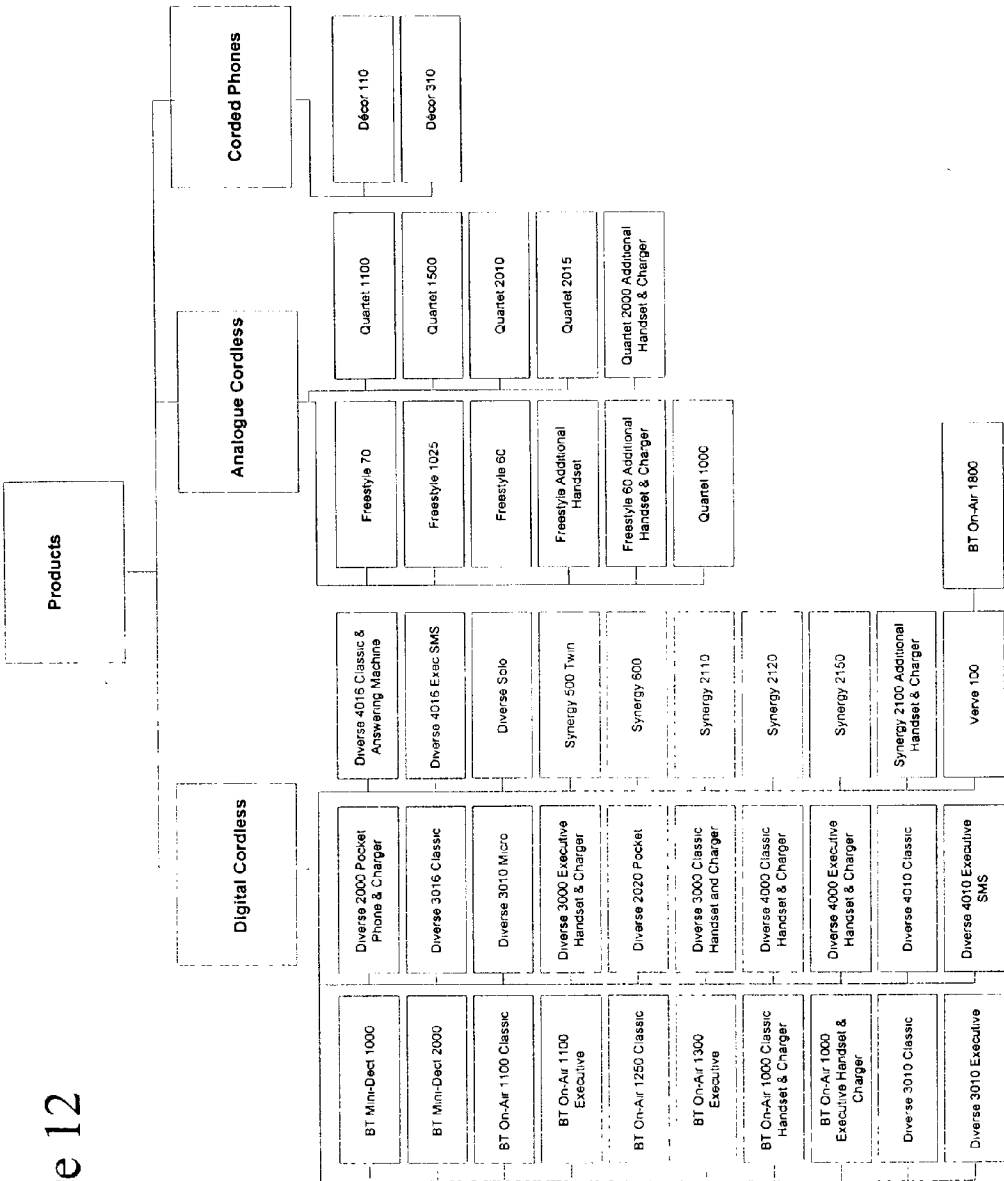 e 12
Products
Digital Cordless
Analogue Cordless
Corded Phones
BT Mini-Dect 1000
BT Mini-Dect 2000
BT On-Air 1100 Classic
BT On-Air 1100
Executive
BT On-Air 1250 Classic
BT On-Air 1300
Executive
BT On-Air 1000 Classic
Handset & Charger
BT On-Air 1000
Executive Handset &
Charger
Diverse 3010 Classic
Diverse 3010 Executive
Diverse 2000 Pocket
Phone & Charger
Diverse 3016 Classic
Diverse 3010 Micro
Diverse 3000 Executive
Handset & Charger
Diverse 2020 Pocket
Diverse 3000 Classic
Handset and Charger
Diverse 4000 Classic
Handset & Charger
Diverse 4000 Executive
Handset & Charger
Diverse 4010 Classic
Diverse 4010 Executive
SMS
Diverse 4016 Classic &
Answering Machine
Diverse 4016 Exec SMS
Diverse Solo
Synergy 500 Twin
Synergy 600
Synergy 2110
Synergy 2120
Synergy 2150
Synergy 2100 Additional
Handset & Charger
Verve 100
BT On-Air 1800
Freestyle 70
Freestyle 1025
Freestyle 60
Freestyle Additional
Handset
Freestyle 60 Additional
Handset & Charger
Quartet 1000
Quartet 1100
Quartet 1500
Quartet 2010
Quartet 2015
Quartet 2000 Additional
Handset & Charger
Décor 110
Décor 310